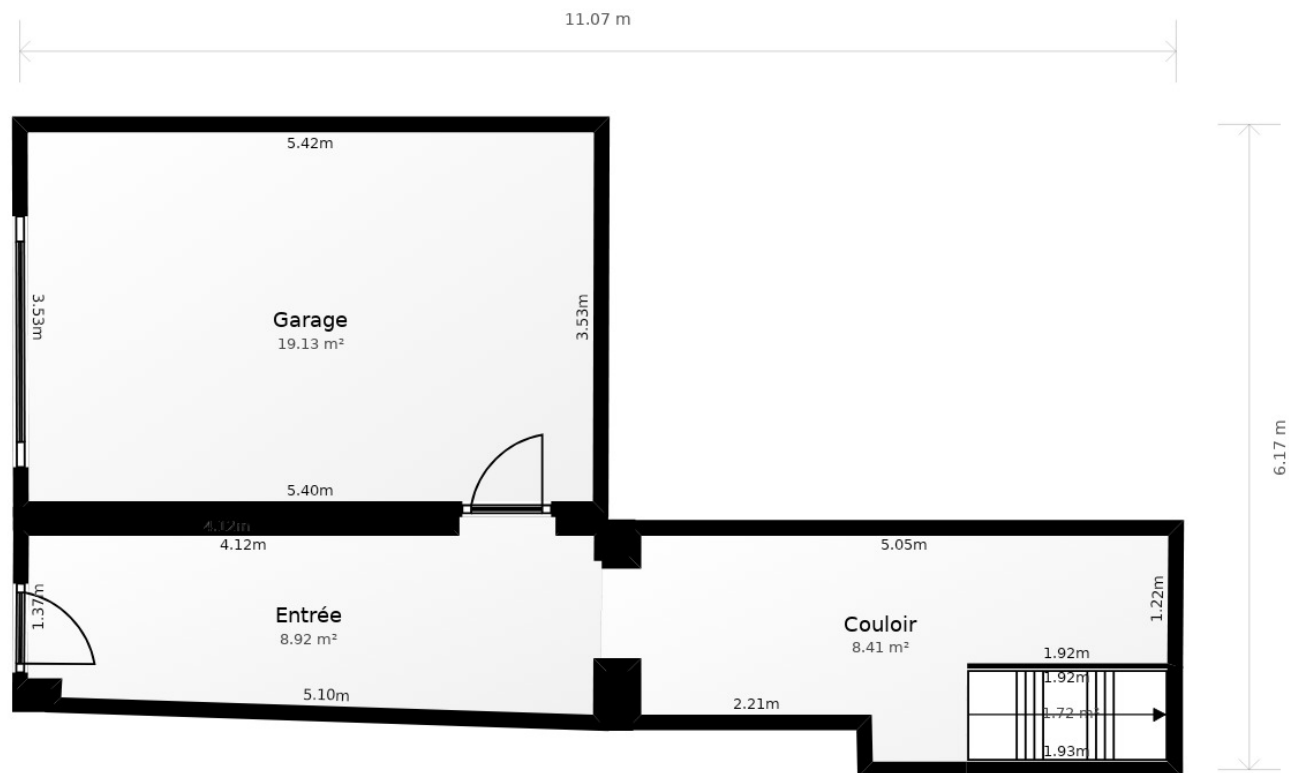 11.07 m
5.42m
3.53m
3.53m
Garage
19.13 m²
6.17 m
5.40m
4.12m
4.12m
5.05m
1.37m
1.22m
Entrée
8.92 m²
Couloir
8.41 m²
1.92m
1.92m
5.10m
2.21m
1.72 m²
1.93m